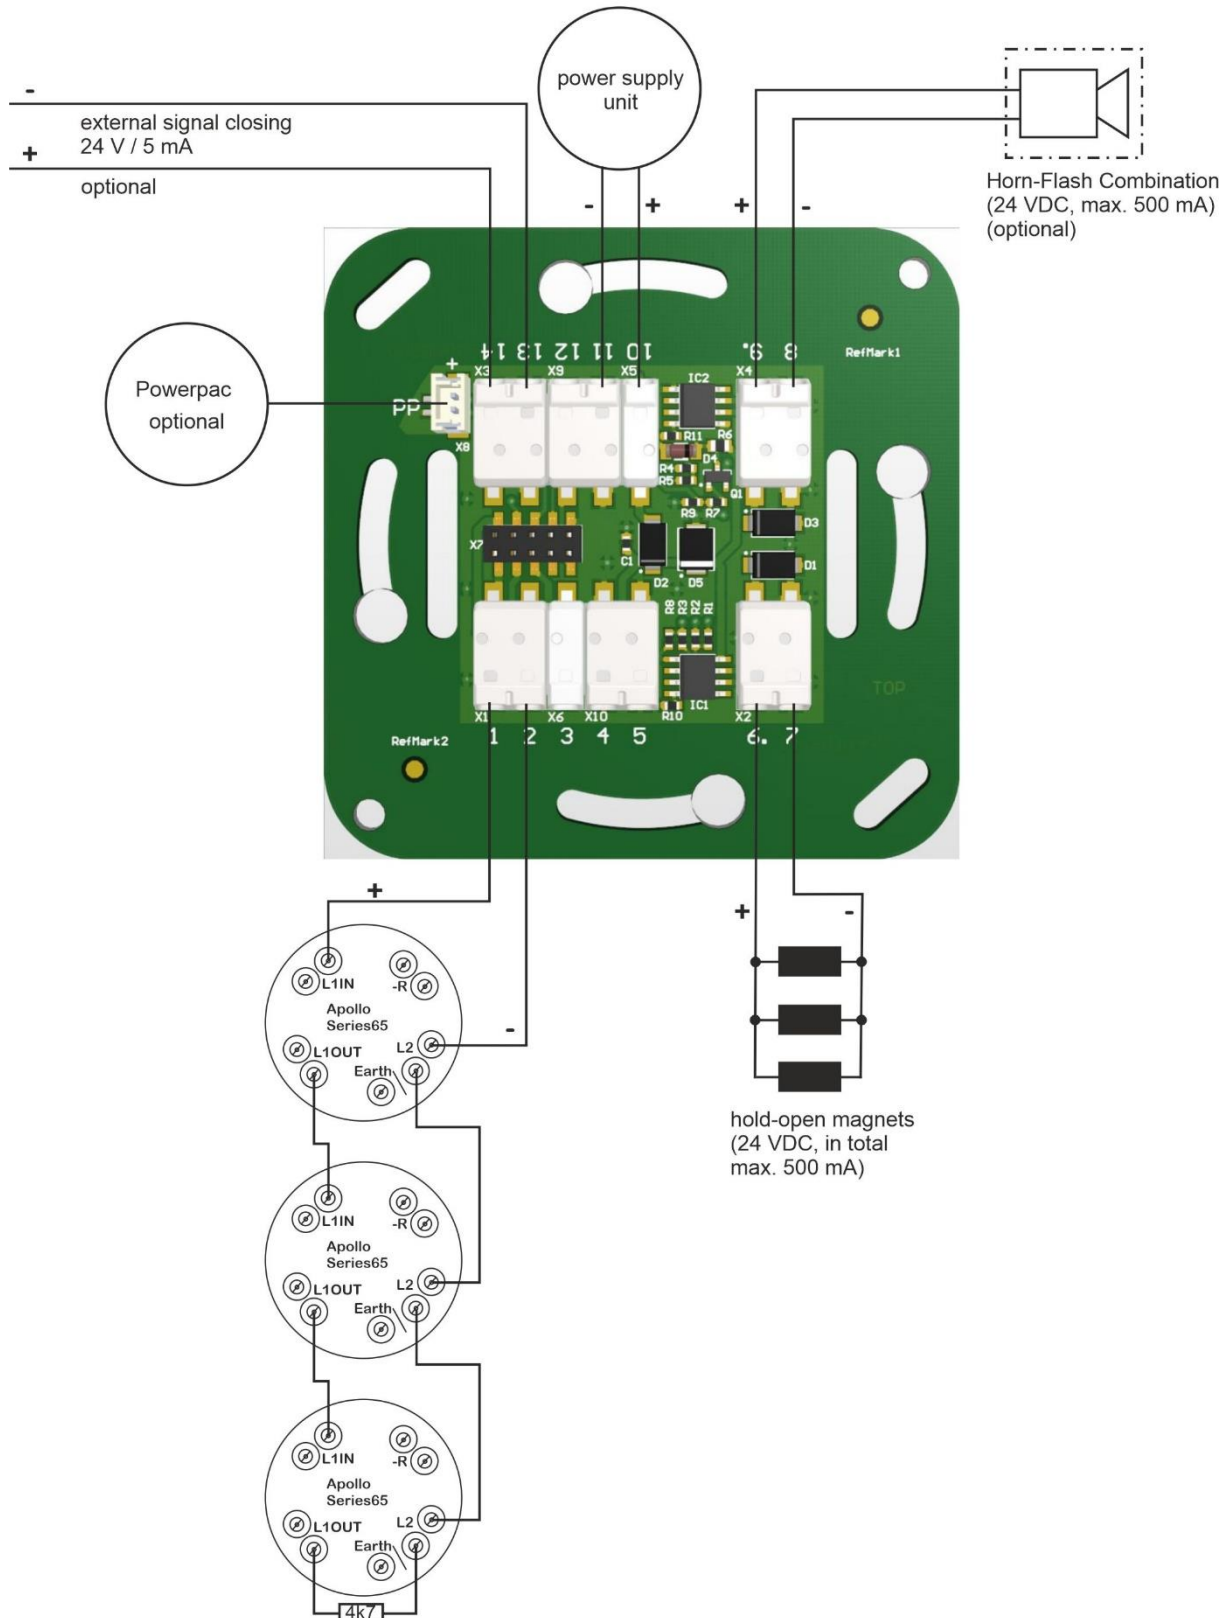 power supply
unit
-
external signal closing
24 V / 5 mA
+
optional
-
+
+
-
Horn-Flash Combination
(24 VDC, max. 500 mA)
(optional)
Powerpac
optional
14 13 12 11 10 9. 8
RefMark1
X3 X9 X5 IC2 X4
+
PP
X8
R11 R6
D4
R4
R5
Q1
R9 R7
D3
X7
C1
D2 D5
D1
R8 R3 R2 R1
TOP
X1 X6 X10 R10 IC1 X2
1 2 3 4 5 6. 7
RefMark2
+
-
+
-
L1IN
-R
Apollo
Series65
L1OUT
L2
Earth
hold-open magnets
(24 VDC, in total
max. 500 mA)
L1IN
-R
Apollo
Series65
L1OUT
L2
Earth
L1IN
-R
Apollo
Series65
L1OUT
L2
Earth
4k7